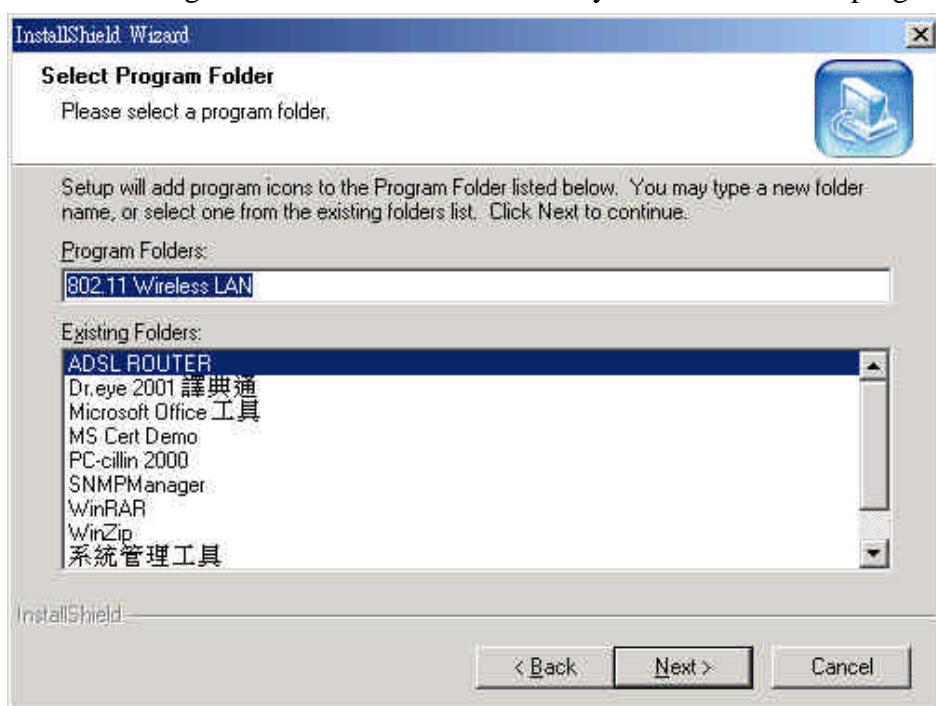 InstallShield Wizard
Select Program Folder
Please select a program folder.
Setup will add program icons to the Program Folder listed below. You may type a new folder
name, or select one from the existing folders list. Click Next to continue.
Program Folders:
802.11 Wireless LAN
Existing Folders:
ADSL ROUTER
Dr.eye 2001 譯典通
Microsoft Office 工具
MS Cert Demo
PC-cillin 2000
SNMPManager
WinRAR
WinZip
系統管理工具
InstallShield
< Back Next > Cancel